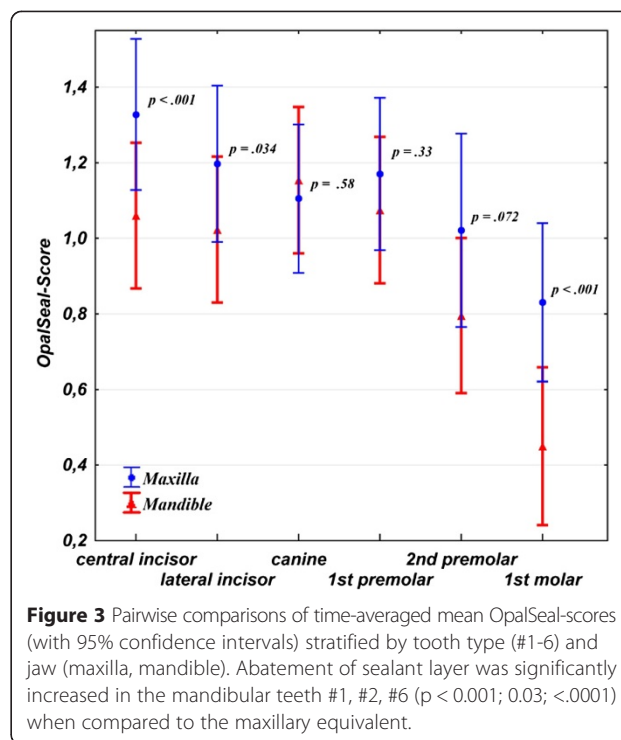 1,4
1,2
1,0
0,8
0,6
0,4
0,2
OpalSeal-Score
p < .001
p = .034
p = .58
p = .33
p = .072
p < .001
Maxilla
Mandible
central incisor
lateral incisor
canine
1st premolar
2nd premolar
1st molar
Figure 3 Pairwise comparisons of time-averaged mean OpalSeal-scores
(with 95% confidence intervals) stratified by tooth type (#1-6) and
jaw (maxilla, mandible). Abatement of sealant layer was significantly
increased in the mandibular teeth #1, #2, #6 (p < 0.001; 0.03; <.0001)
when compared to the maxillary equivalent.